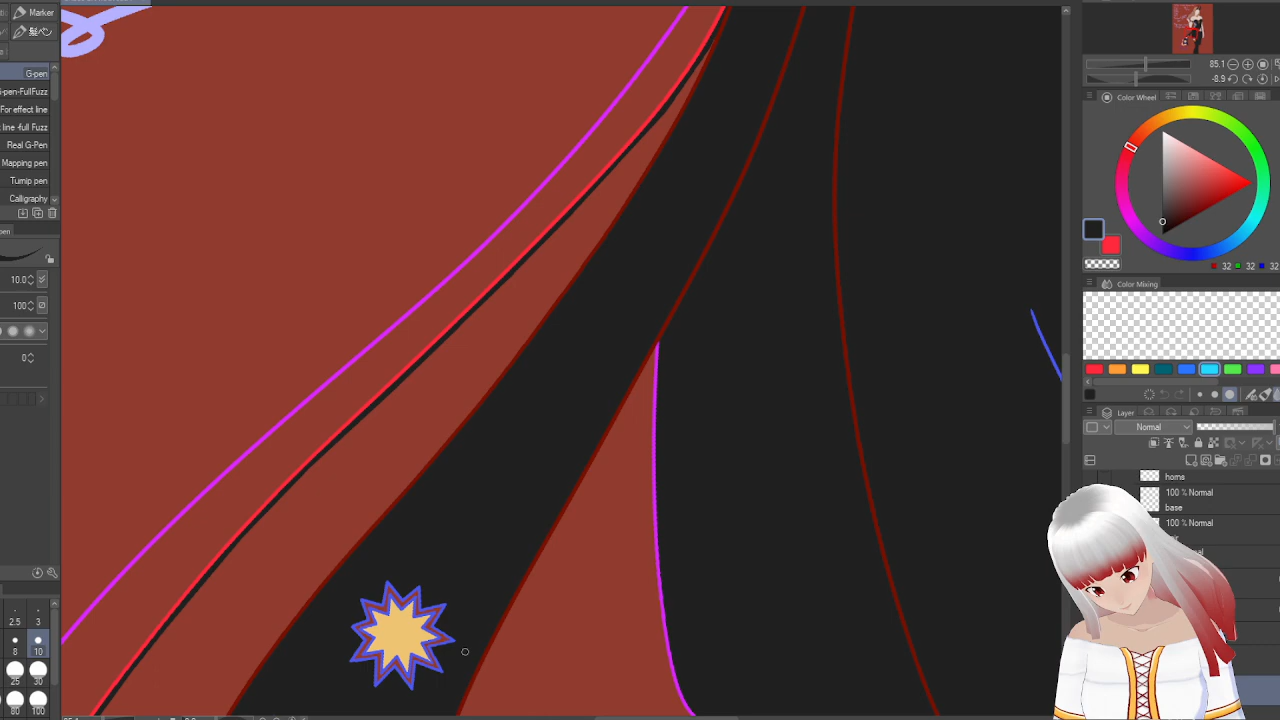 Marker
G-pen
i-pen-FullFuzz
For effect line
line -full Fuzz
Real G-Pen
Mapping pen
Turnip pen
Calligraphy
pen
10.0
100
0
2.5 3
8 10
25 30
80 100
85.1
-8.9
Color Wheel
32 32 32
Color Mixing
Layer
Normal
horns
100 % Normal
base
100 % Normal